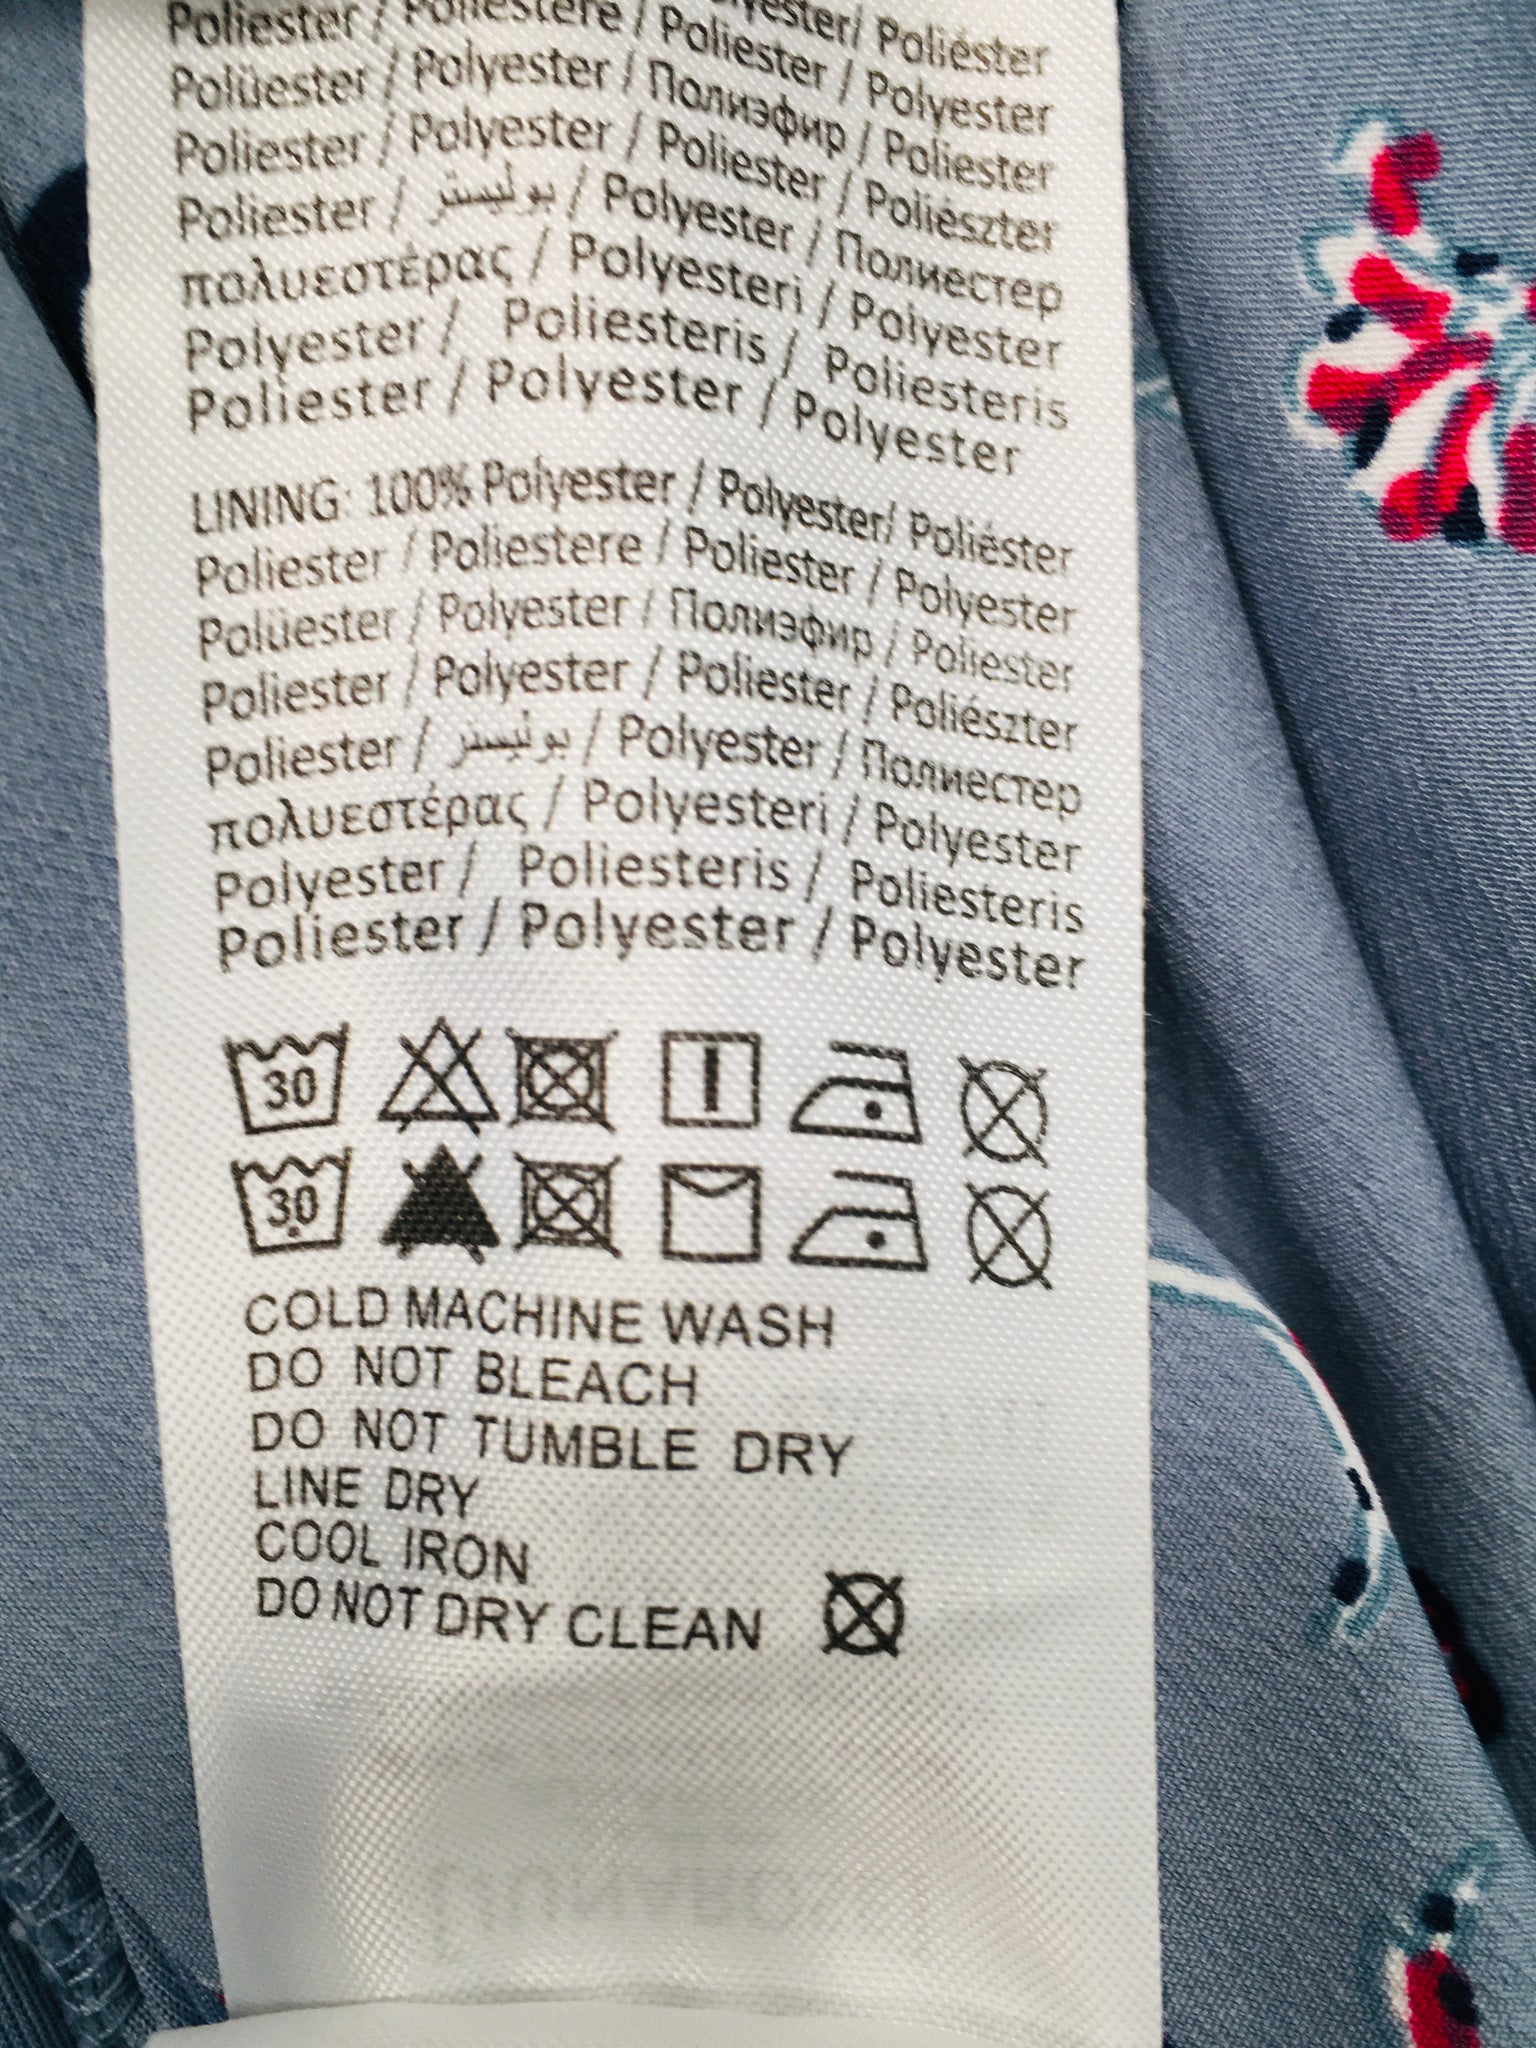 Poliester / Poliestere / Poliester / Polyester/ Poliéster
Polüester / Polyester / Полиэфир / Polyester
Poliester / Polyester / Poliester / Poliester
Poliester / بوليستر / Polyester / Poliészter
πολυεστέρας / Polyesteri / Полиестер
Polyester / Poliesteris / Polyester
Poliester / Polyester / Poliesteris
Polyester
LINING: 100% Polyester / Polyester/ Poliéster
Poliester / Poliestere / Poliester / Polyester
Polüester / Polyester / Полиэфир / Poliester
Poliester / Polyester / Poliester / Poliészter
Poliester / بوليستر / Polyester / Полиестер
πολυεστέρας / Polyesteri / Polyester
Polyester / Poliesteris / Poliesteris
Poliester / Polyester / Polyester
30
30
COLD MACHINE WASH
DO NOT BLEACH
DO NOT TUMBLE DRY
LINE DRY
COOL IRON
DO NOT DRY CLEAN